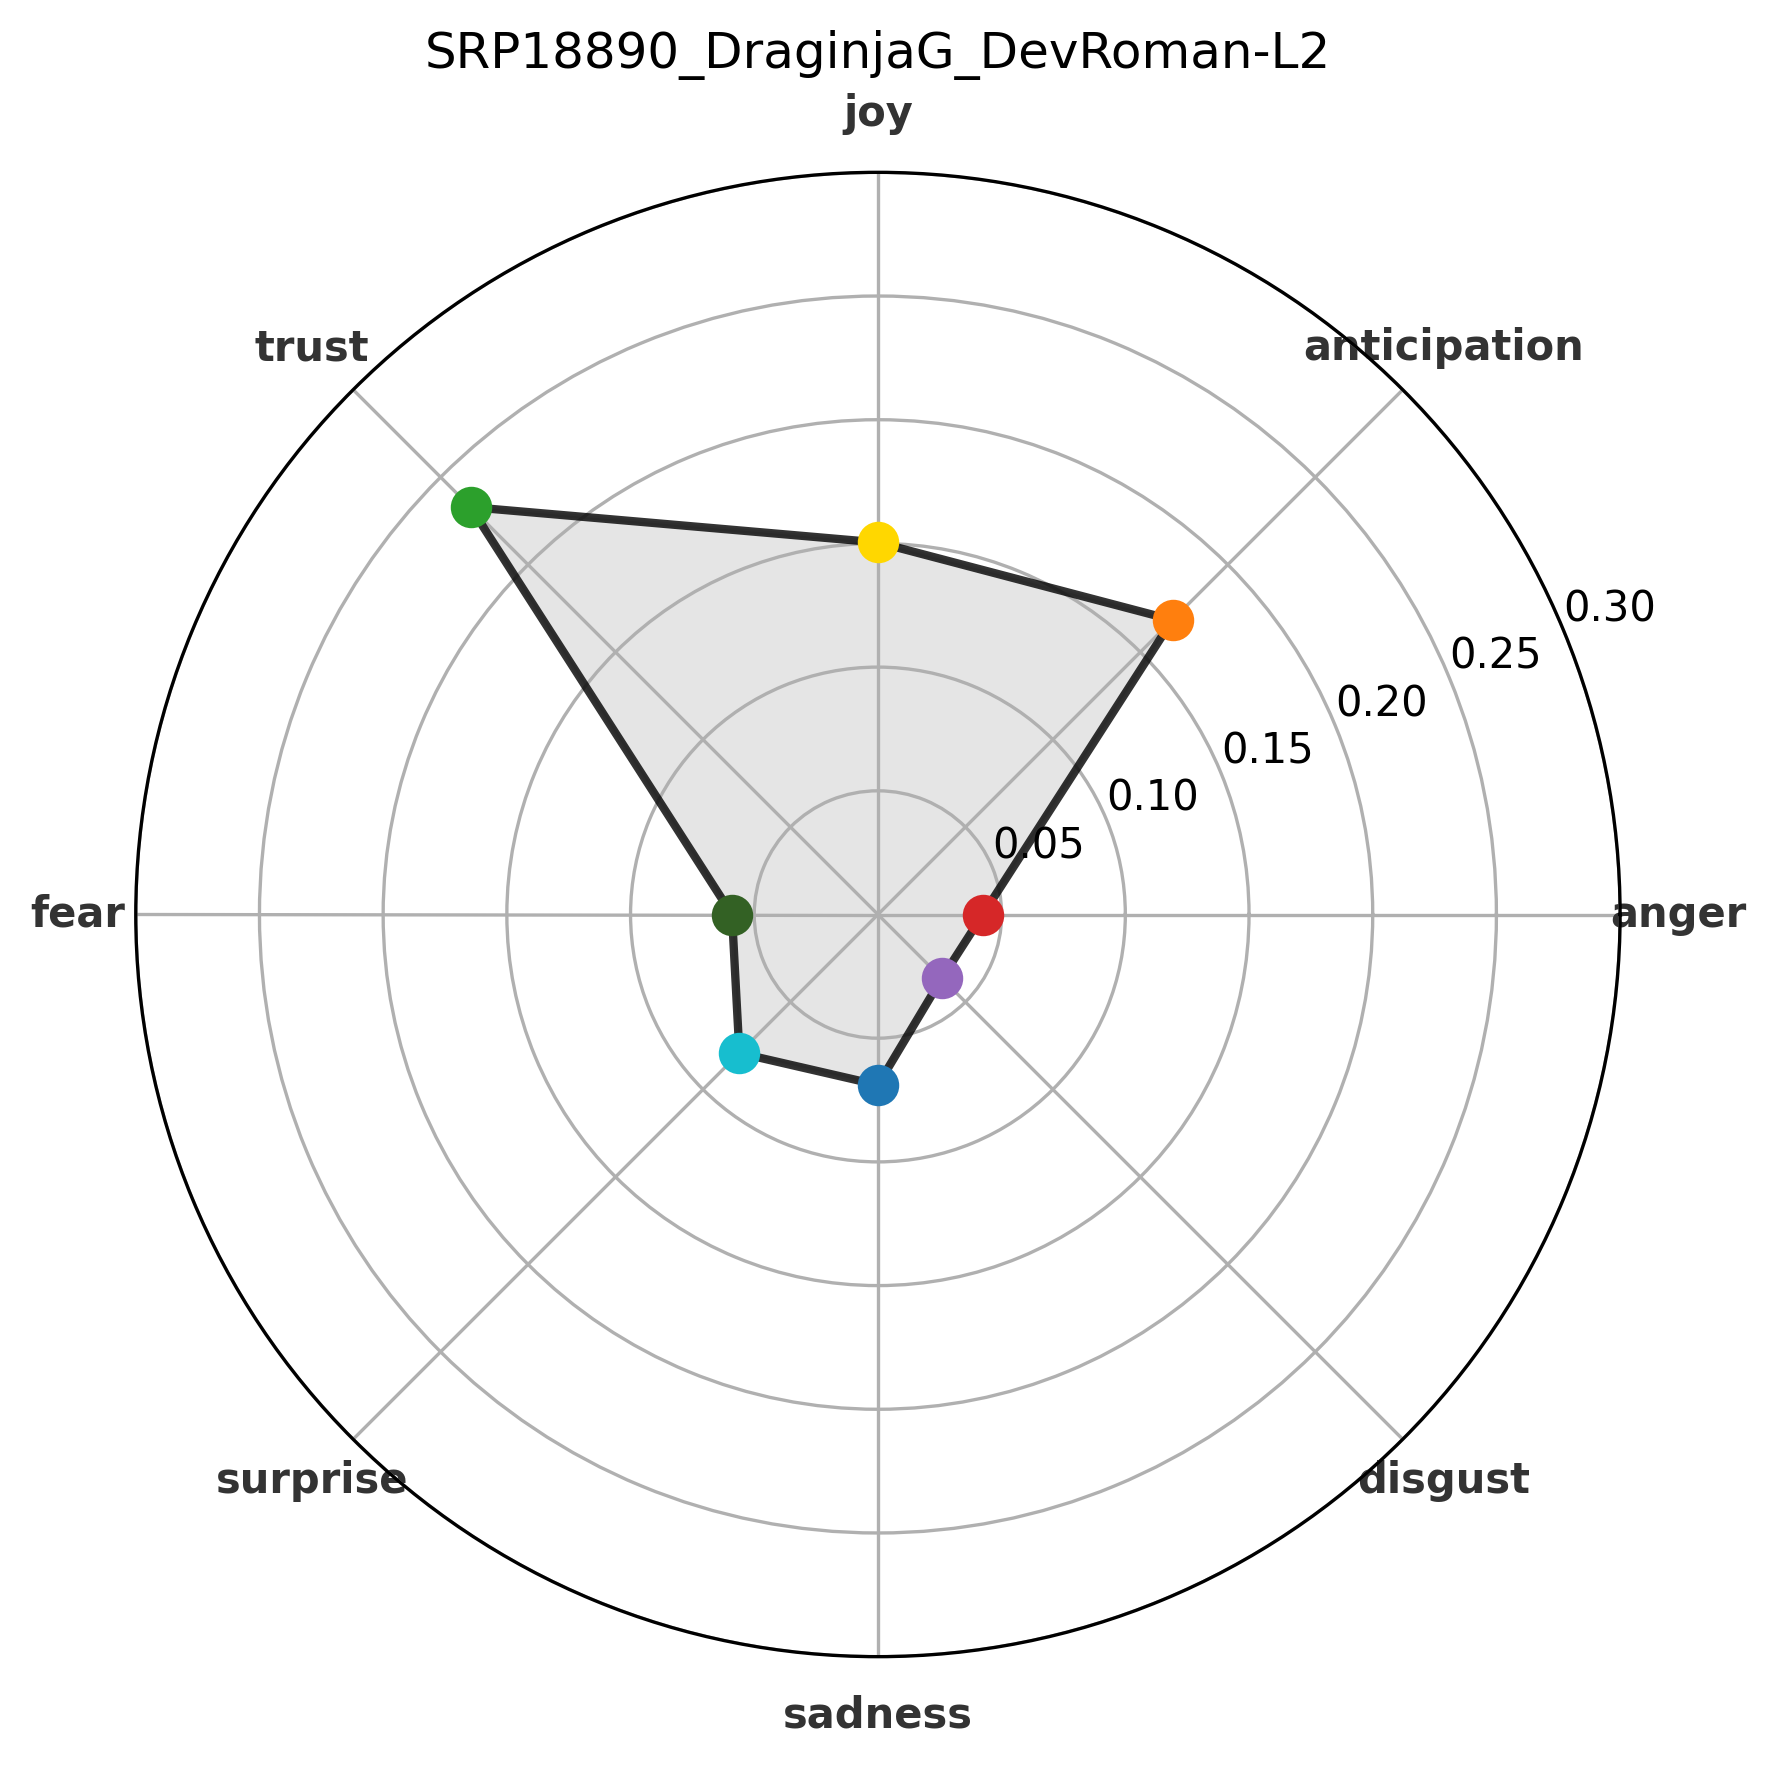 SRP18890_DraginjaG_DevRoman-L2
joy
trust
anticipation
0.30
0.25
0.20
0.15
0.10
0.05
fear
anger
surprise
disgust
sadness